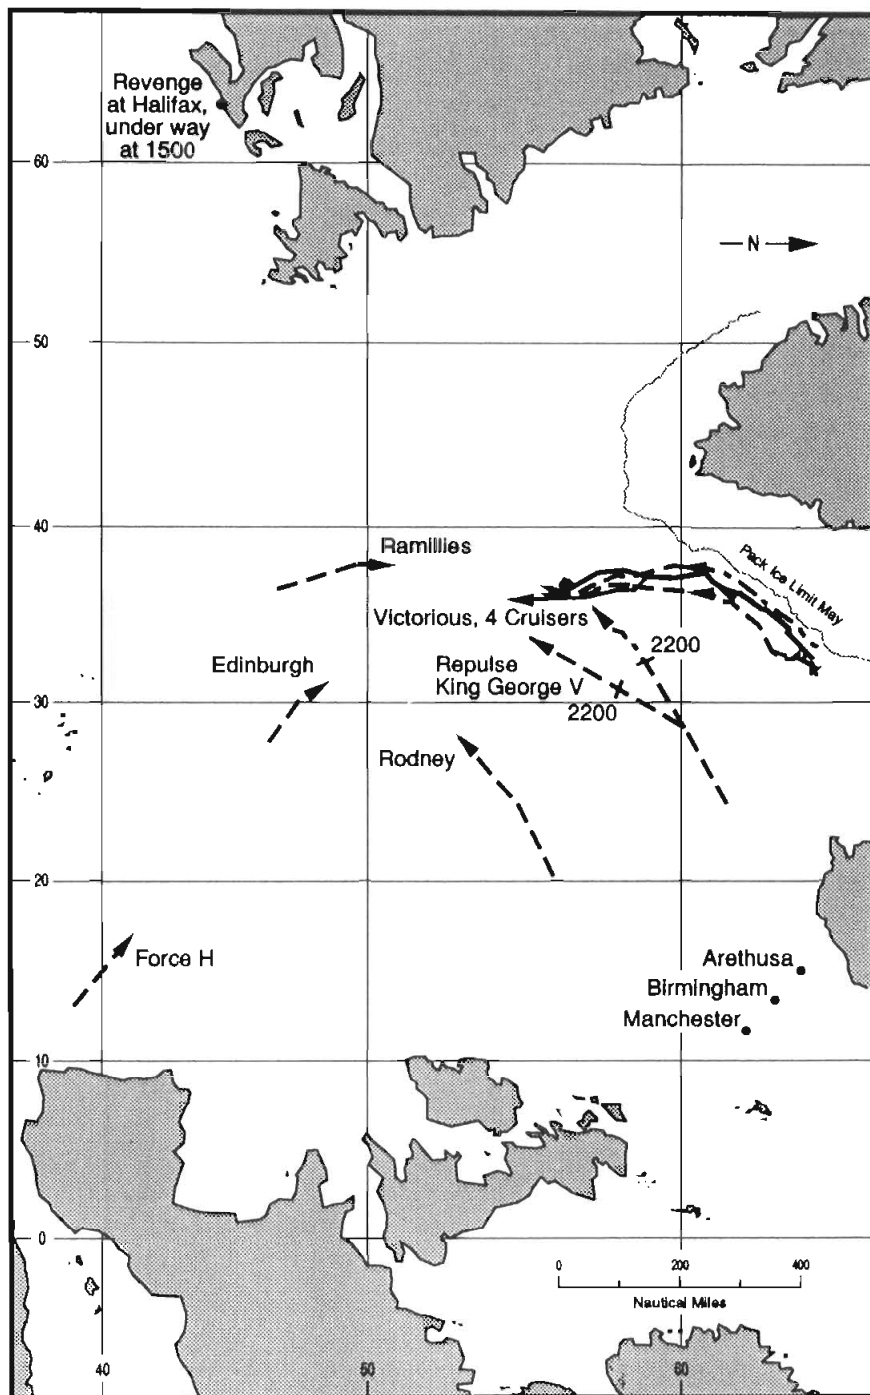 Revenge
at Halifax,
under way
at 1500
60
N
50
40
Ramillies
Pack Ice Limit May
Victorious, 4 Cruisers
2200
Edinburgh
Repulse
King George V
30
2200
Rodney
20
Force H
Arethusa
Birmingham
Manchester
10
0
0 200 400
Nautical Miles
40 50 60